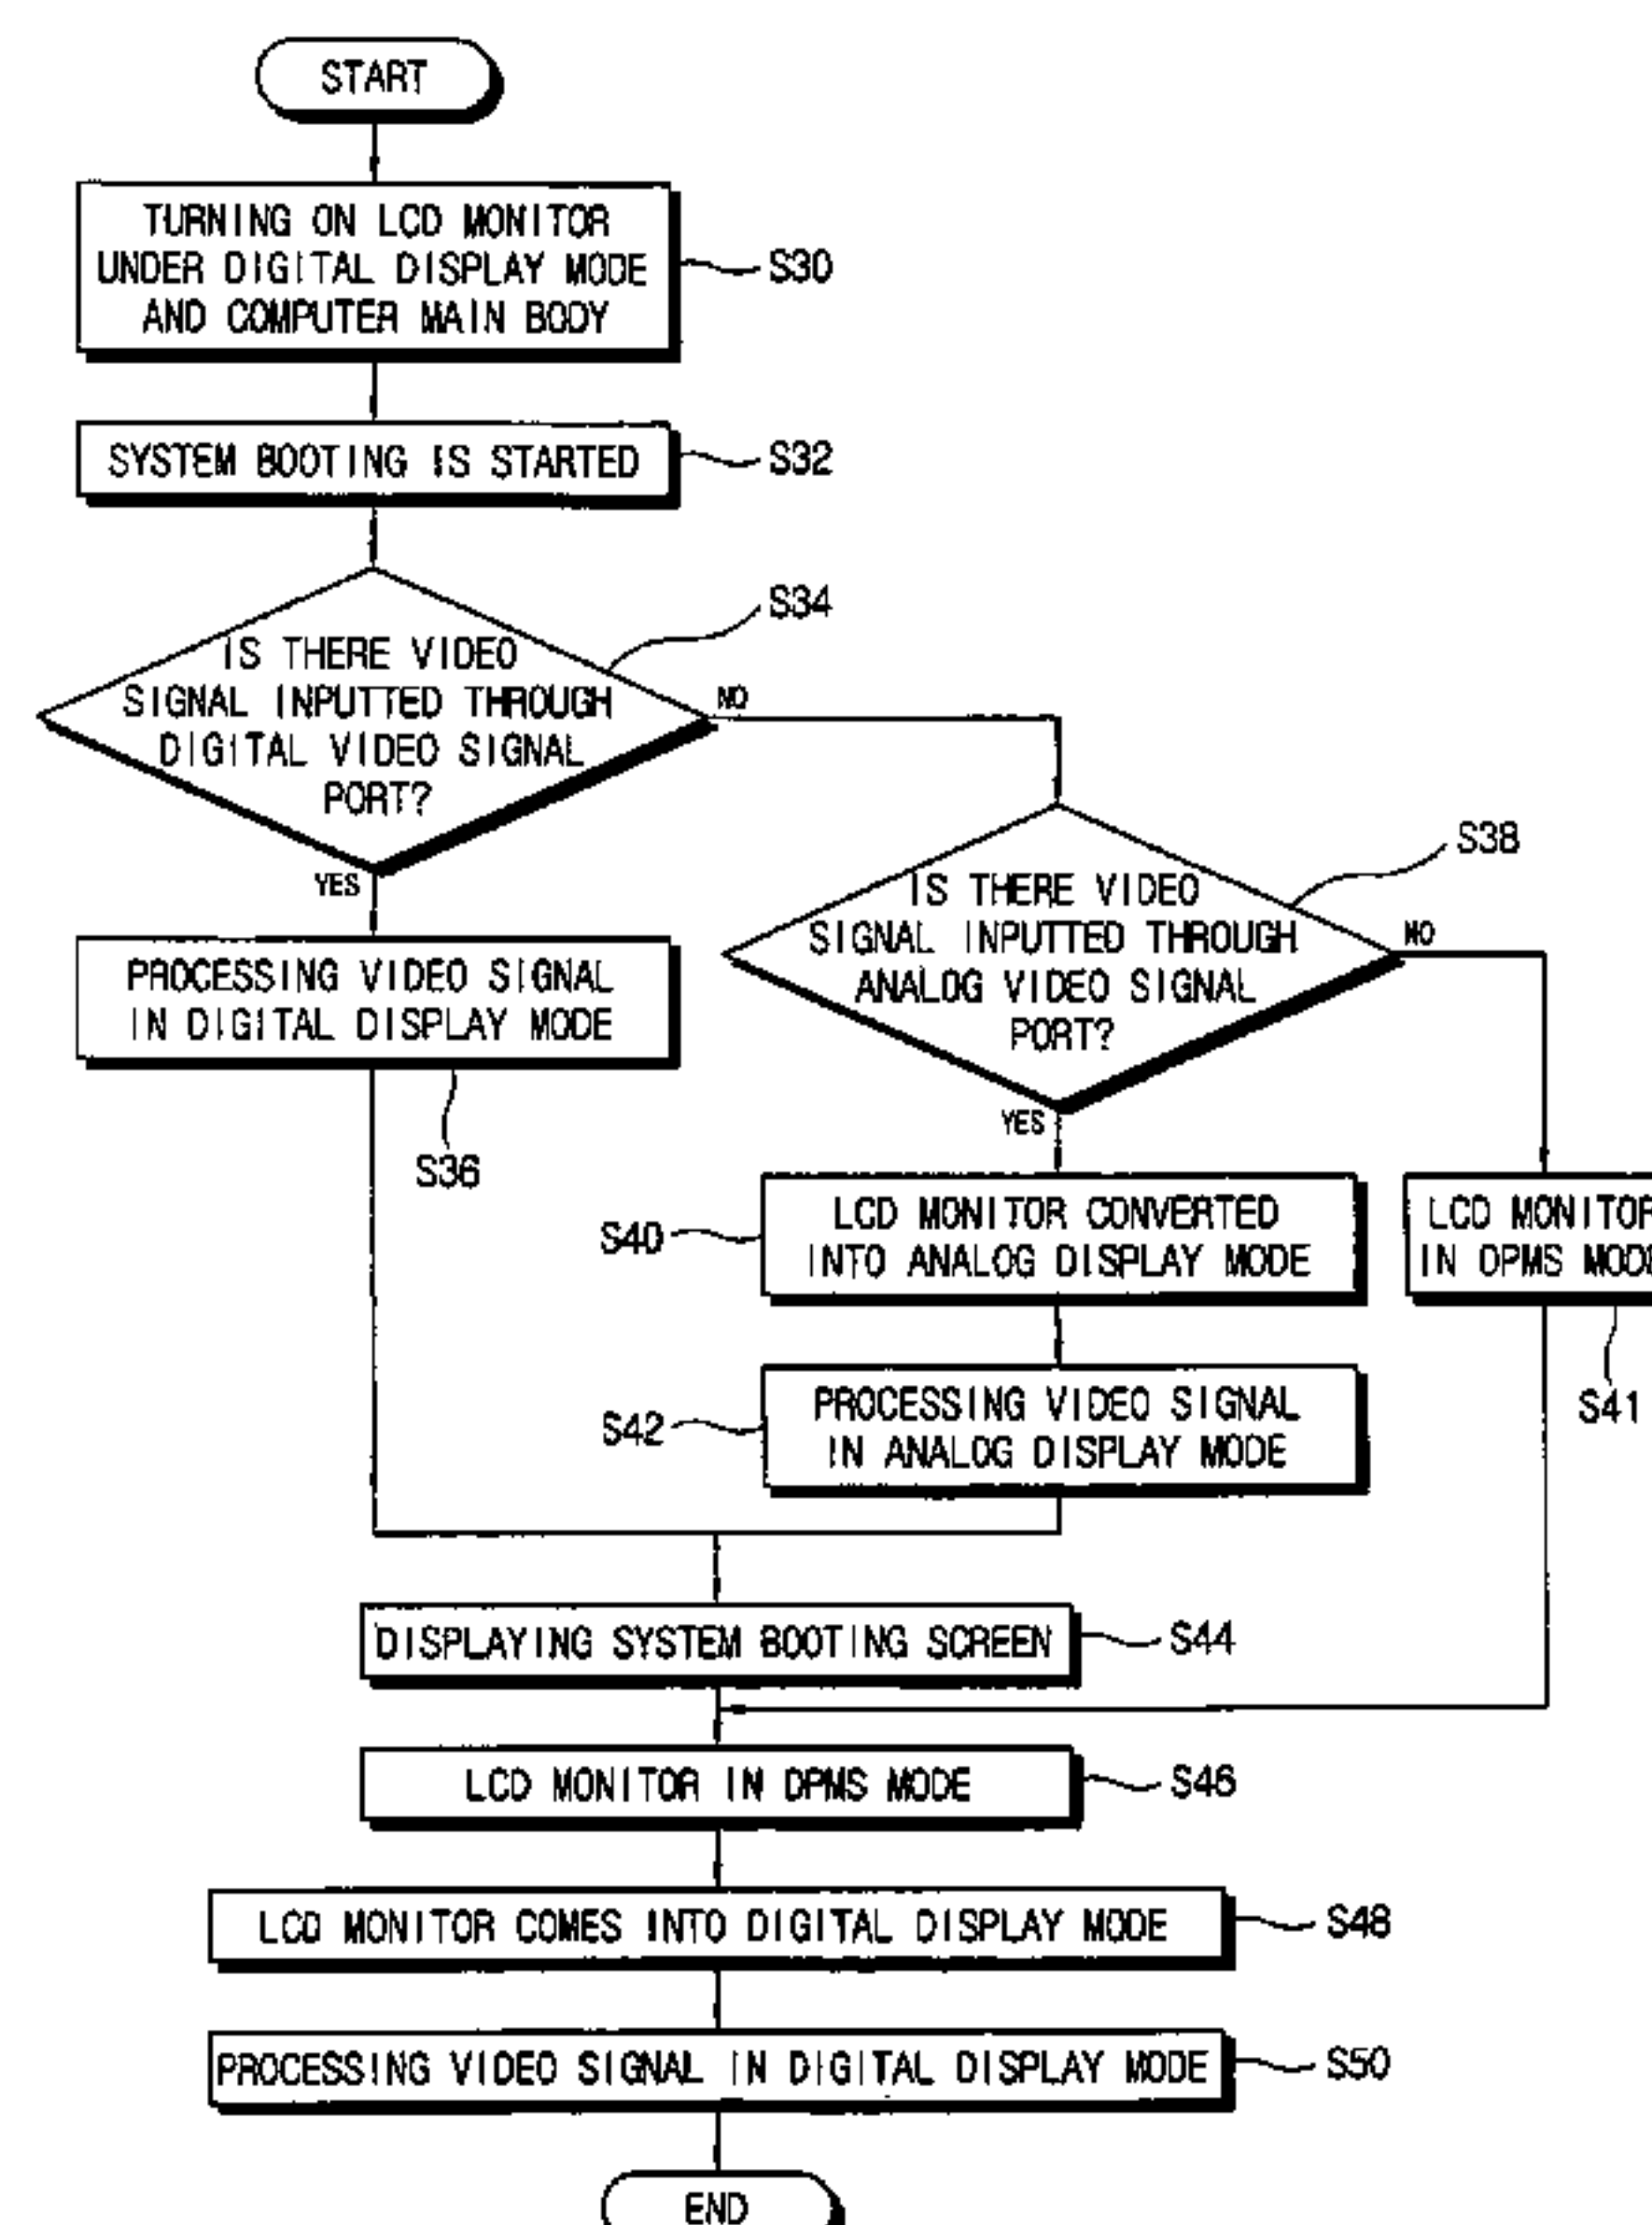 START
TURNING ON LCD MONITOR
UNDER DIGITAL DISPLAY MODE
AND COMPUTER MAIN BODY
S30
SYSTEM BOOTING IS STARTED
S32
S34
IS THERE VIDEO
SIGNAL INPUTTED THROUGH
DIGITAL VIDEO SIGNAL
PORT?
NO
YES
S38
IS THERE VIDEO
SIGNAL INPUTTED THROUGH
ANALOG VIDEO SIGNAL
PORT?
NO
YES
PROCESSING VIDEO SIGNAL
IN DIGITAL DISPLAY MODE
S36
S40
LCD MONITOR CONVERTED
INTO ANALOG DISPLAY MODE
LCD MONITOR
IN DPMS MODE
S41
S42
PROCESSING VIDEO SIGNAL
IN ANALOG DISPLAY MODE
DISPLAYING SYSTEM BOOTING SCREEN
S44
LCD MONITOR IN DPMS MODE
S46
LCD MONITOR COMES INTO DIGITAL DISPLAY MODE
S48
PROCESSING VIDEO SIGNAL IN DIGITAL DISPLAY MODE
S50
END